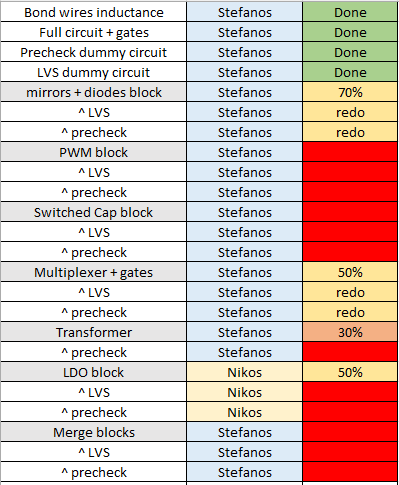 Bond wires inductance Stefanos Done
Full circuit + gates Stefanos Done
Precheck dummy circuit Stefanos Done
LVS dummy circuit Stefanos Done
mirrors + diodes block Stefanos 70%
^ LVS Stefanos redo
^ precheck Stefanos redo
PWM block Stefanos
^ LVS Stefanos
^ precheck Stefanos
Switched Cap block Stefanos
^ LVS Stefanos
^ precheck Stefanos
Multiplexer + gates Stefanos 50%
^ LVS Stefanos redo
^ precheck Stefanos redo
Transformer Stefanos 30%
^ precheck Stefanos
LDO block Nikos 50%
^ LVS Nikos
^ precheck Nikos
Merge blocks Stefanos
^ LVS Stefanos
^ precheck Stefanos